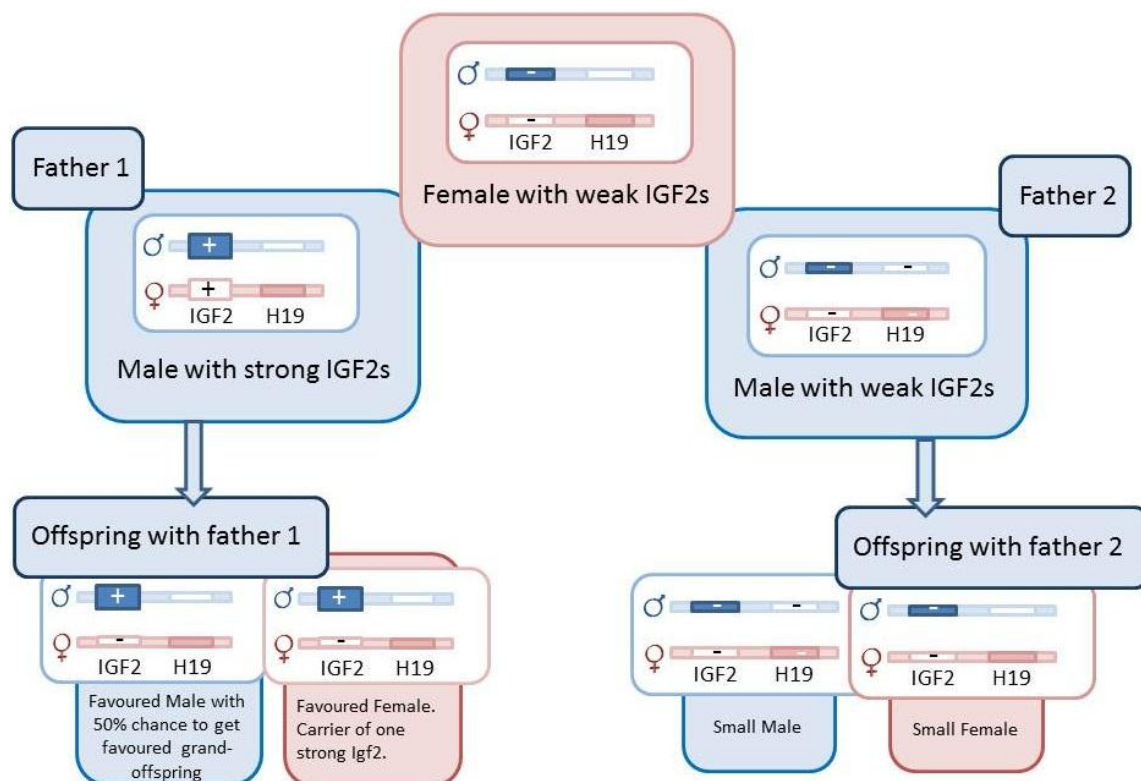 ♂ -
♀ -
IGF2 H19
Female with weak IGF2s
Father 1
♂ +
♀ +
IGF2 H19
Male with strong IGF2s
Father 2
♂ - -
♀ - -
IGF2 H19
Male with weak IGF2s
Offspring with father 1
♂ +
♀ -
IGF2 H19
Favoured Male with
50% chance to get
favoured grand-
offspring
♂ +
♀ -
IGF2 H19
Favoured Female.
Carrier of one
strong Igf2.
Offspring with father 2
♂ - -
♀ - -
IGF2 H19
Small Male
♂ -
♀ -
IGF2 H19
Small Female